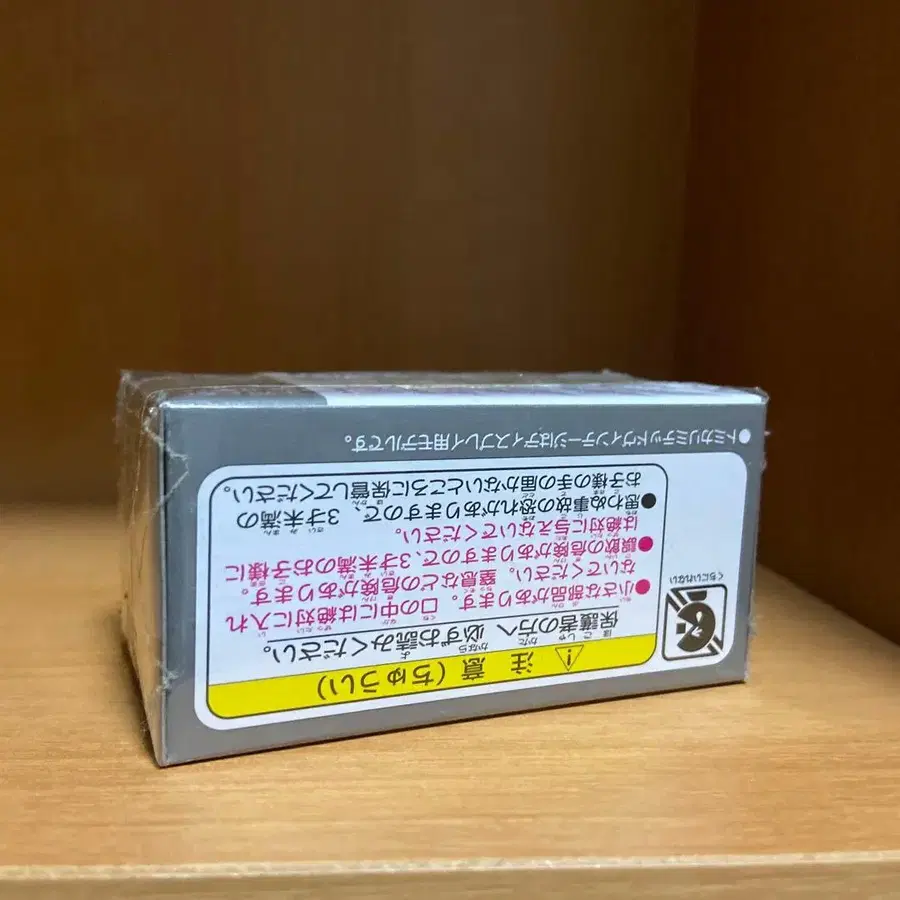 ⚠注意(ちゅうい)
保護者の方へ 必ずお読みください。
●小さな部品があります。口の中には絶対に入れ
ないでください。窒息などの危険があります。
●誤飲の危険がありますので、3才未満のお子様に
は絶対に与えないでください。
●思わぬ事故の恐れがありますので、3才未満の
お子様の手の届かないところに保管してください。
くちにいれない
●トミカリミテッドヴィンテージはディスプレイ用モデルです。